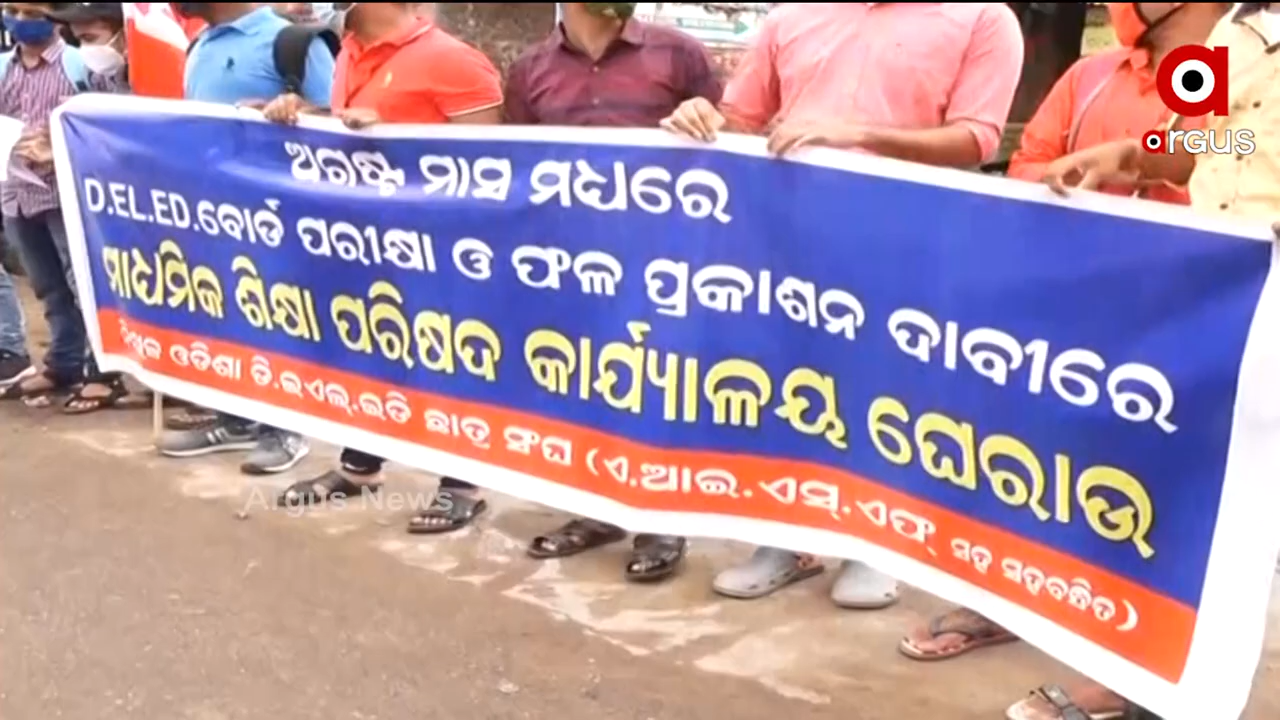 ଅଗଷ୍ଟ ମାସ ମଧ୍ୟରେ
D.EL.ED.ବୋର୍ଡ ପରୀକ୍ଷା ଓ ଫଳ ପ୍ରକାଶନ ଦାବୀରେ
ମାଧ୍ୟମିକ ଶିକ୍ଷା ପରିଷଦ କାର୍ଯ୍ୟାଳୟ ଘେରାଉ
ନିଖିଳ ଓଡିଶା ଡି.ଇଏଲ୍.ଇଡି ଛାତ୍ର ସଂଘ (ଏ.ଆଇ.ଏସ୍.ଏଫ୍ ସହ ସହବନ୍ଧିତ)
a
argus
Argus News